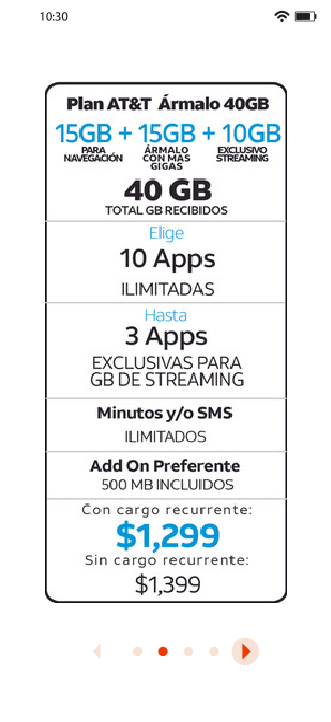 10:30
Plan AT&T Ármalo 40GB
15GB + 15GB + 10GB
PARA NAVEGACIÓN
ÁRMALO CON MAS GIGAS
EXCLUSIVO STREAMING
40 GB
TOTAL GB RECIBIDOS
Elige
10 Apps
ILIMITADAS
Hasta
3 Apps
EXCLUSIVAS PARA
GB DE STREAMING
Minutos y/o SMS
ILIMITADOS
Add On Preferente
500 MB INCLUIDOS
Con cargo recurrente:
$1,299
Sin cargo recurrente:
$1,399